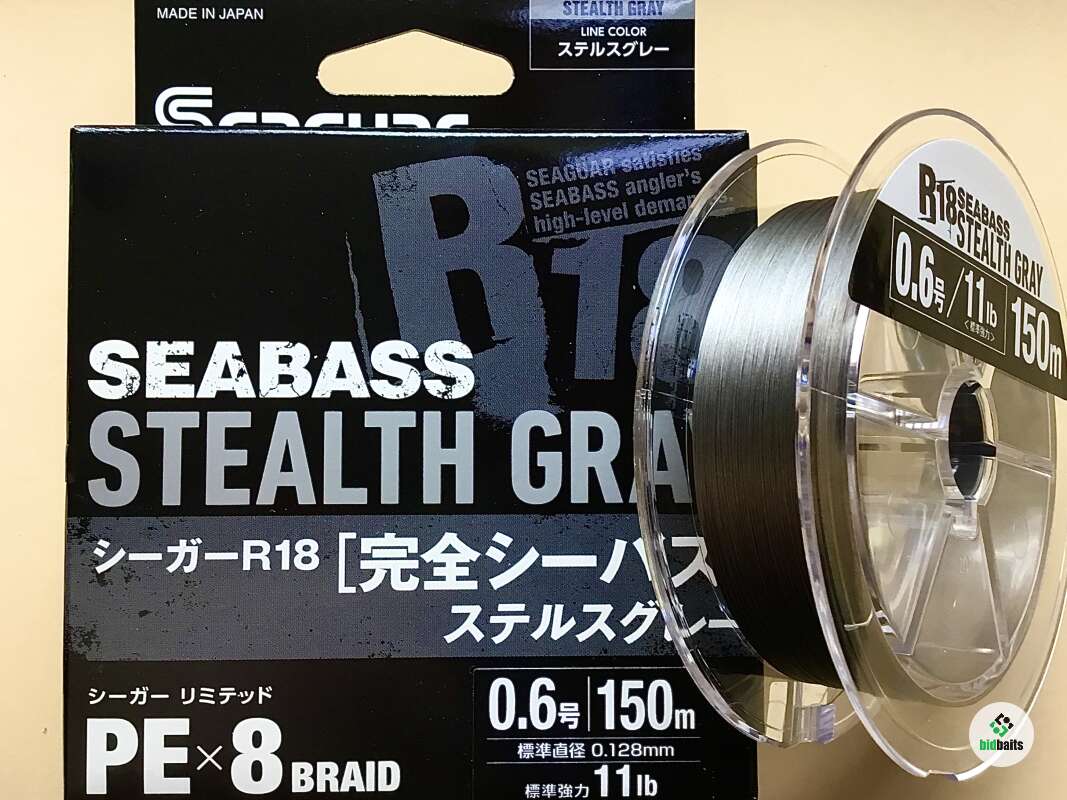 MADE IN JAPAN
STEALTH GRAY
LINE COLOR
ステルスグレー
R18
SEAGUAR satisfies
SEABASS angler's
high-level
SEABASS
STEALTH GRA
シーガーR18 [完全シーバス
ステルスグレー
シーガー リミテッド
PE×8 BRAID
0.6号 150m
標準直径 0.128mm
標準強力 11lb
R18 SEABASS
STEALTH GRAY
0.6号/11lb 150m
<標準強力>
bidbaits